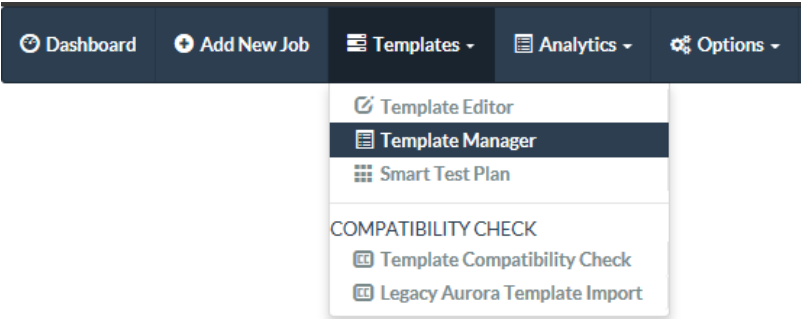 Dashboard Add New Job Templates Analytics Options
Template Editor
Template Manager
Smart Test Plan
COMPATIBILITY CHECK
Template Compatibility Check
Legacy Aurora Template Import